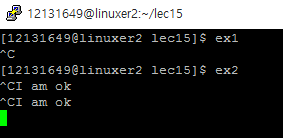 12131649@linuxer2:~/lec15
[12131649@linuxer2 lec15]$ ex1
^C
[12131649@linuxer2 lec15]$ ex2
^CI am ok
^CI am ok